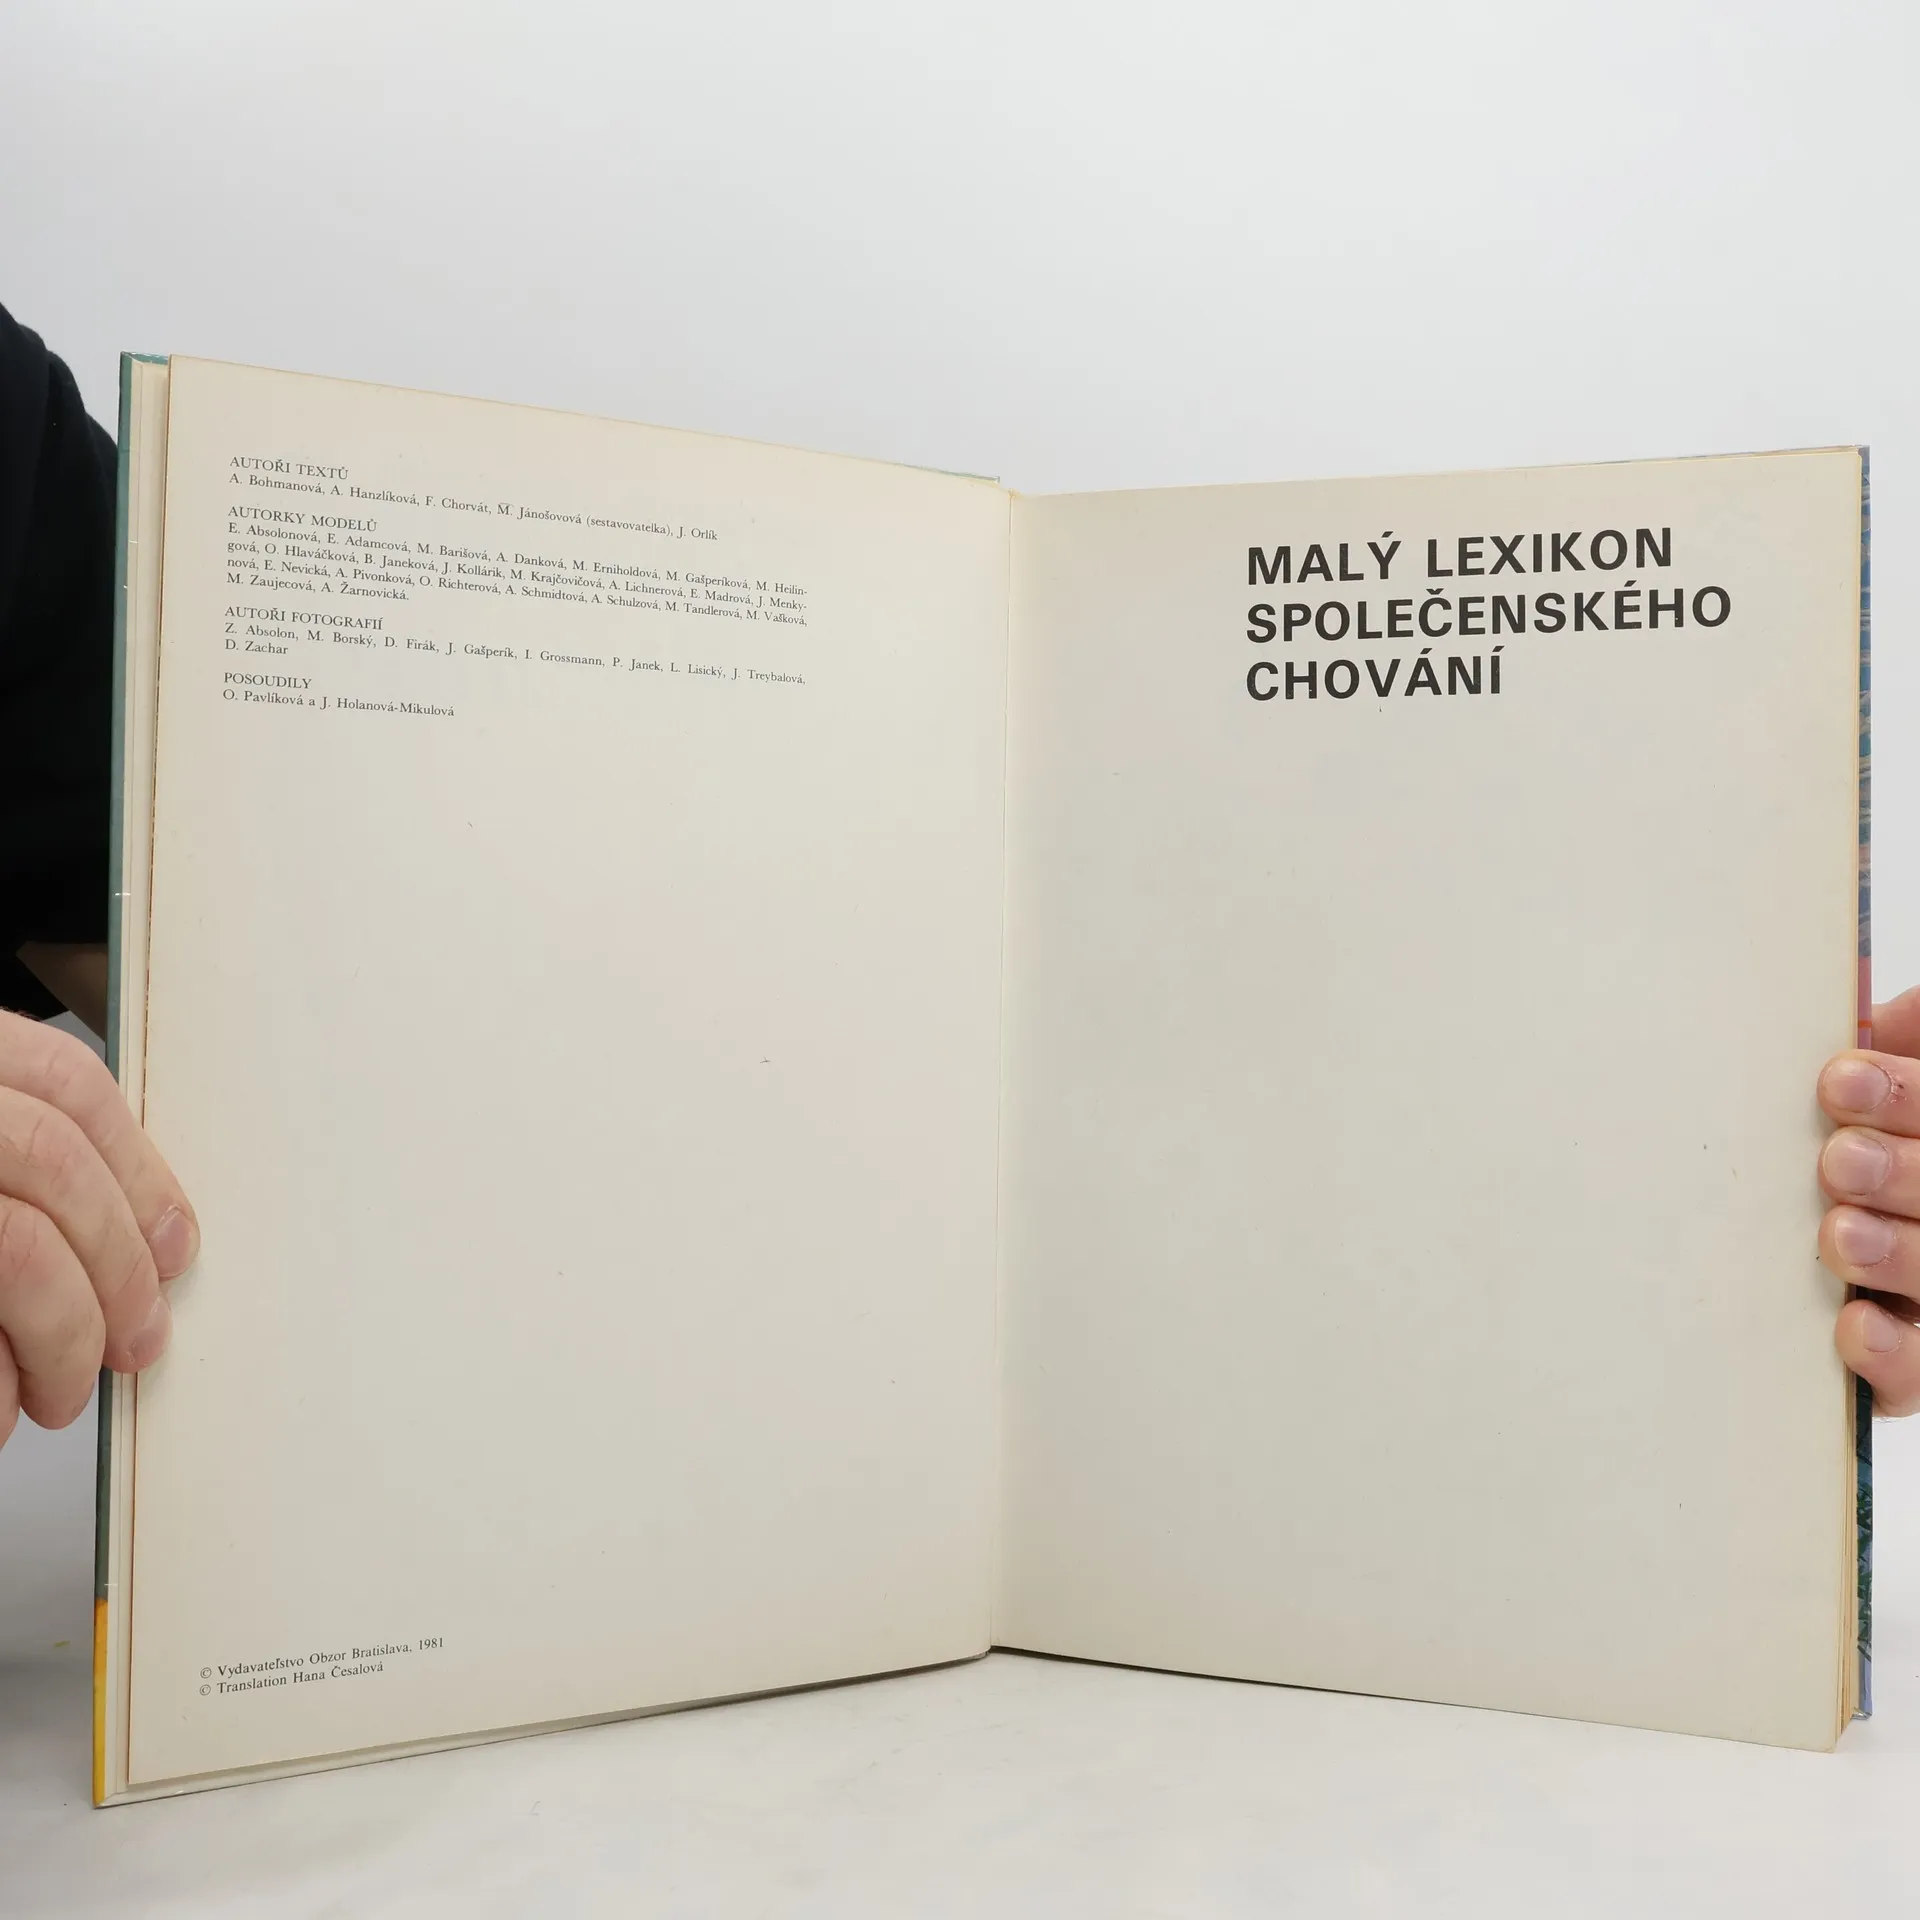 AUTOŘI TEXTŮ
A. Bohmanová, A. Hanzlíková, F. Chorvát, M. Jánošovová (sestavovatelka), J. Orlík
AUTORKY MODELŮ
E. Absolonová, E. Adamcová, M. Barišová, A. Danková, M. Erniholdová, M. Gašperíková, M. Heilin-
gová, O. Hlaváčková, B. Janeková, J. Kollárik, M. Krajčovičová, A. Lichnerová, E. Madrová, J. Menky-
nová, E. Nevická, A. Pivonková, O. Richterová, A. Schmidtová, A. Schulzová, M. Tandlerová, M. Vašková,
M. Zaujecová, A. Žarnovická.
AUTOŘI FOTOGRAFIÍ
Z. Absolon, M. Borský, D. Firák, J. Gašperík, I. Grossmann, P. Janek, L. Lisický, J. Treybalová,
D. Zachar
POSOUDILY
O. Pavlíková a J. Holanová-Mikulová
© Vydavateľstvo Obzor Bratislava, 1981
© Translation Hana Česalová
MALÝ LEXIKON
SPOLEČENSKÉHO
CHOVÁNÍ